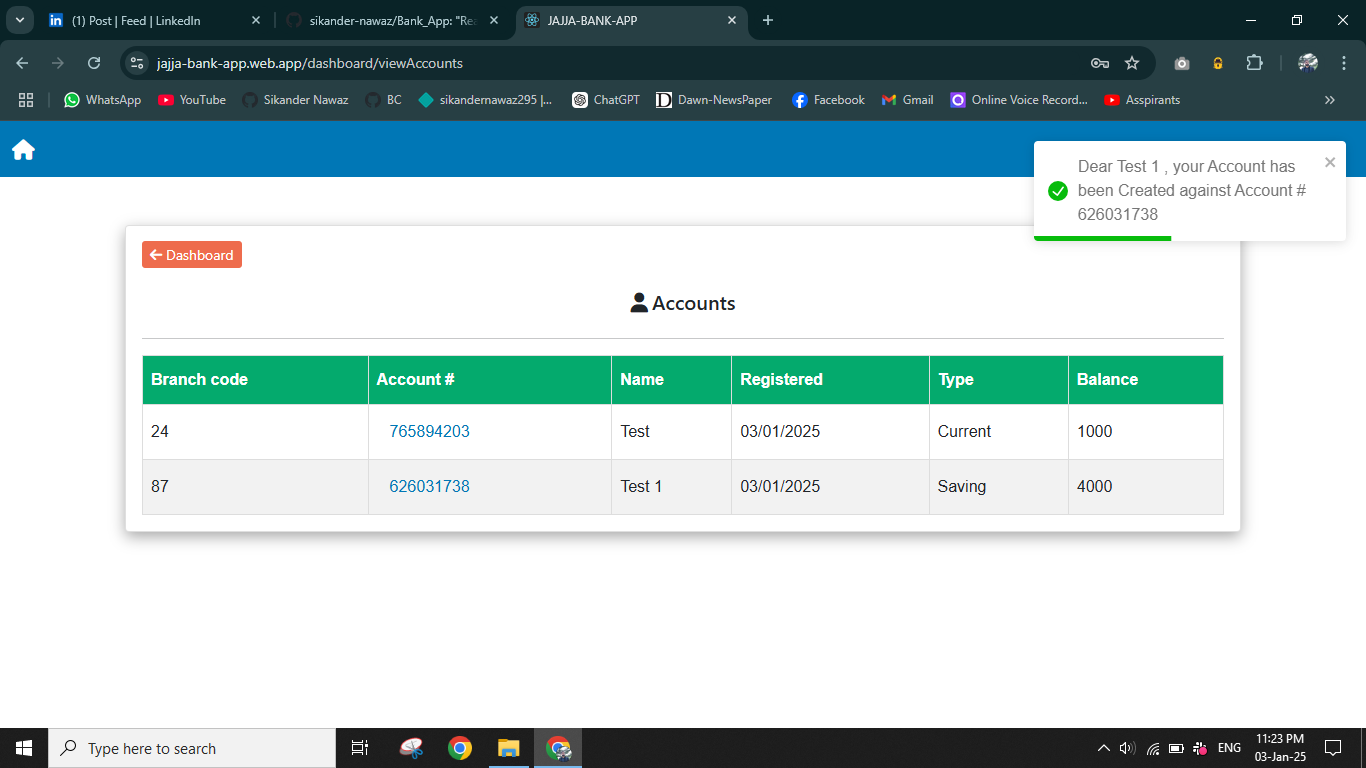 (1) Post | Feed | LinkedIn
sikander-nawaz/Bank_App: "Rea
JAJJA-BANK-APP
jajja-bank-app.web.app/dashboard/viewAccounts
WhatsApp
YouTube
Sikander Nawaz
BC
sikandernawaz295 |...
ChatGPT
Dawn-NewsPaper
Facebook
Gmail
Online Voice Record...
Asspirants
Dear Test 1 , your Account has
been Created against Account #
626031738
Dashboard
Accounts
Branch code Account # Name Registered Type Balance
24 765894203 Test 03/01/2025 Current 1000
87 626031738 Test 1 03/01/2025 Saving 4000
Type here to search
ENG
11:23 PM
03-Jan-25